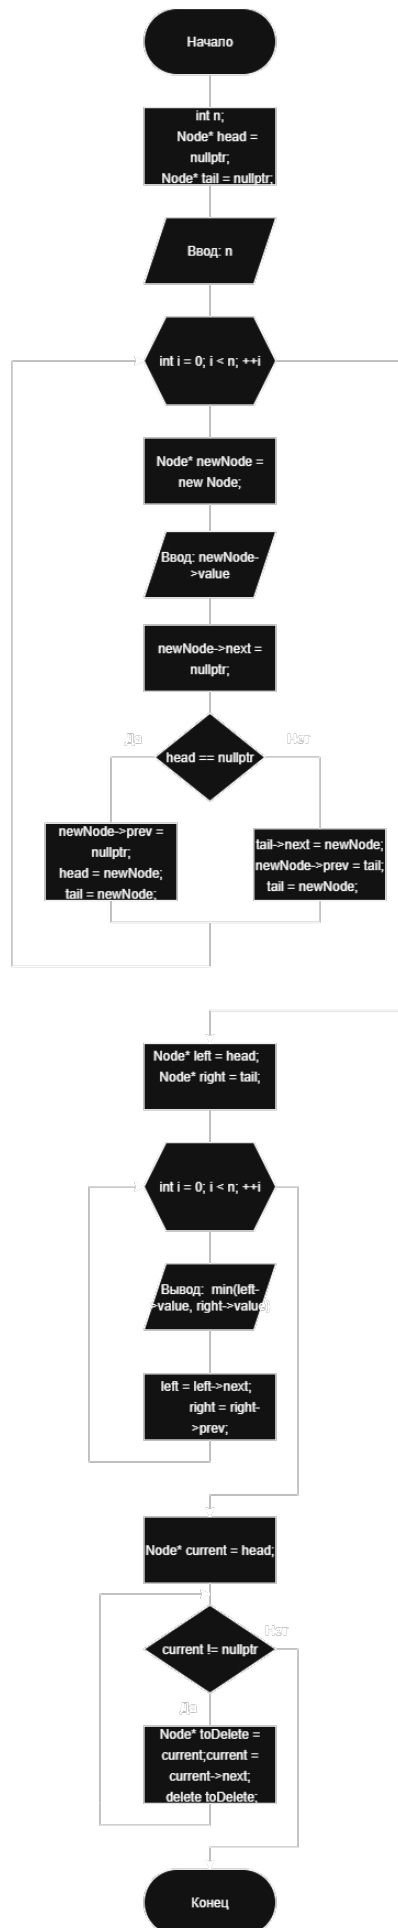 Начало
int n;
Node* head =
nullptr;
Node* tail = nullptr;
Ввод: n
int i = 0; i < n; ++i
Node* newNode =
new Node;
Ввод: newNode-
>value
newNode->next =
nullptr;
head == nullptr
Да
Нет
newNode->prev =
nullptr;
head = newNode;
tail = newNode;
tail->next = newNode;
newNode->prev = tail;
tail = newNode;
Node* left = head;
Node* right = tail;
int i = 0; i < n; ++i
Вывод: min(left-
>value, right->value)
left = left->next;
right = right-
>prev;
Node* current = head;
current != nullptr
Нет
Да
Node* toDelete =
current;current =
current->next;
delete toDelete;
Конец